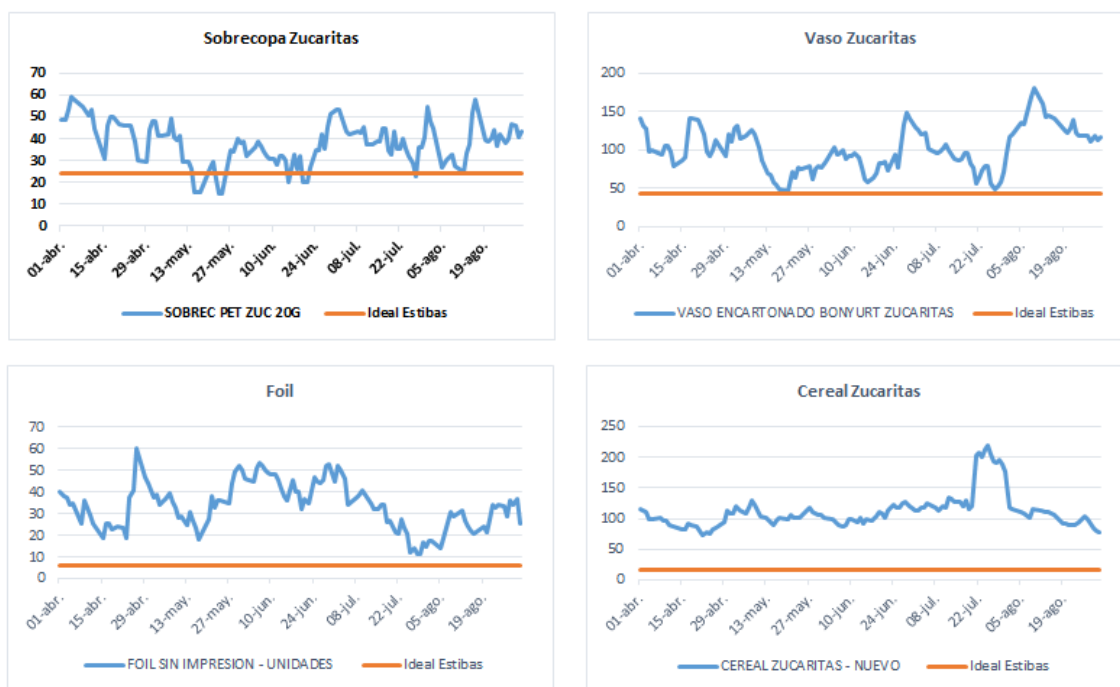 Sobrecopa Zucaritas
70
60
50
40
30
20
10
0
01-abr.
15-abr.
29-abr.
13-may.
27-may.
10-jun.
24-jun.
08-jul.
22-jul.
05-ago.
19-ago.
SOBREC PET ZUC 20G
Ideal Estibas
Vaso Zucaritas
200
150
100
50
0
01-abr.
15-abr.
29-abr.
13-may.
27-may.
10-jun.
24-jun.
08-jul.
22-jul.
05-ago.
19-ago.
VASO ENCARTONADO BONYURT ZUCARITAS
Ideal Estibas
Foil
70
60
50
40
30
20
10
0
01-abr.
15-abr.
29-abr.
13-may.
27-may.
10-jun.
24-jun.
08-jul.
22-jul.
05-ago.
19-ago.
FOIL SIN IMPRESION - UNIDADES
Ideal Estibas
Cereal Zucaritas
250
200
150
100
50
0
01-abr.
15-abr.
29-abr.
13-may.
27-may.
10-jun.
24-jun.
08-jul.
22-jul.
05-ago.
19-ago.
CEREAL ZUCARITAS - NUEVO
Ideal Estibas